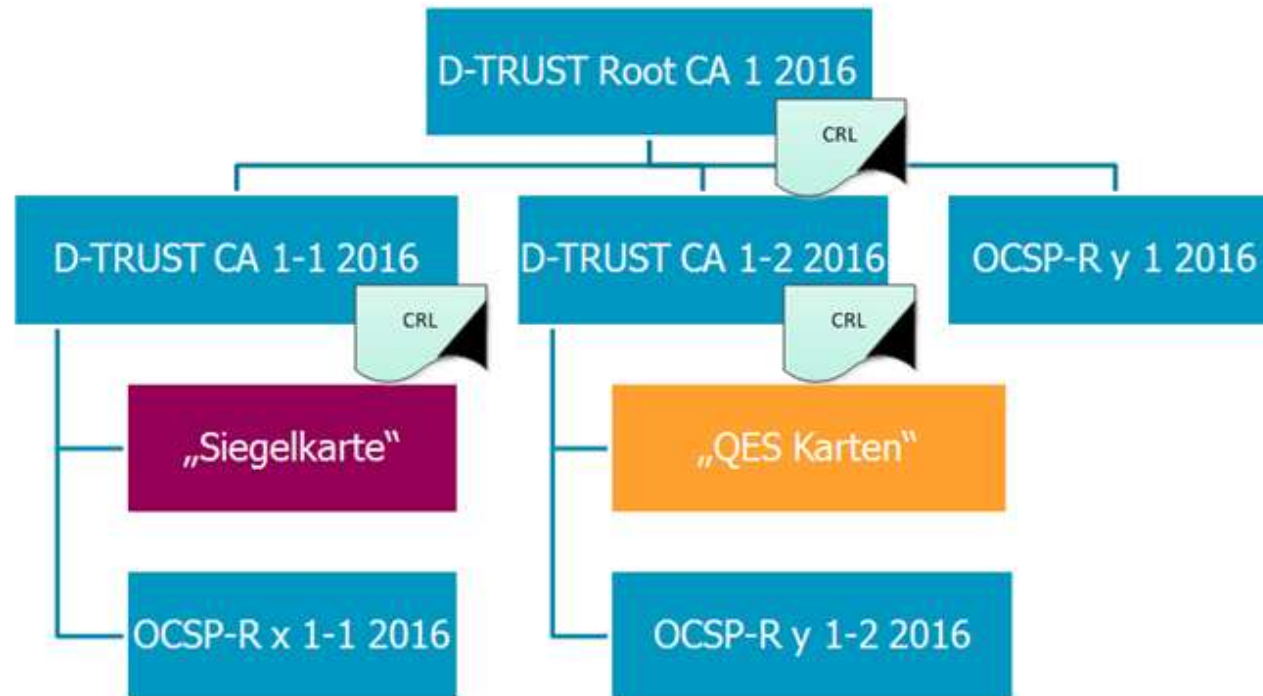 D-TRUST Root CA 1 2016
CRL
D-TRUST CA 1-1 2016
D-TRUST CA 1-2 2016
OCSP-R y 1 2016
CRL
CRL
„Siegelkarte“
„QES Karten“
OCSP-R x 1-1 2016
OCSP-R y 1-2 2016